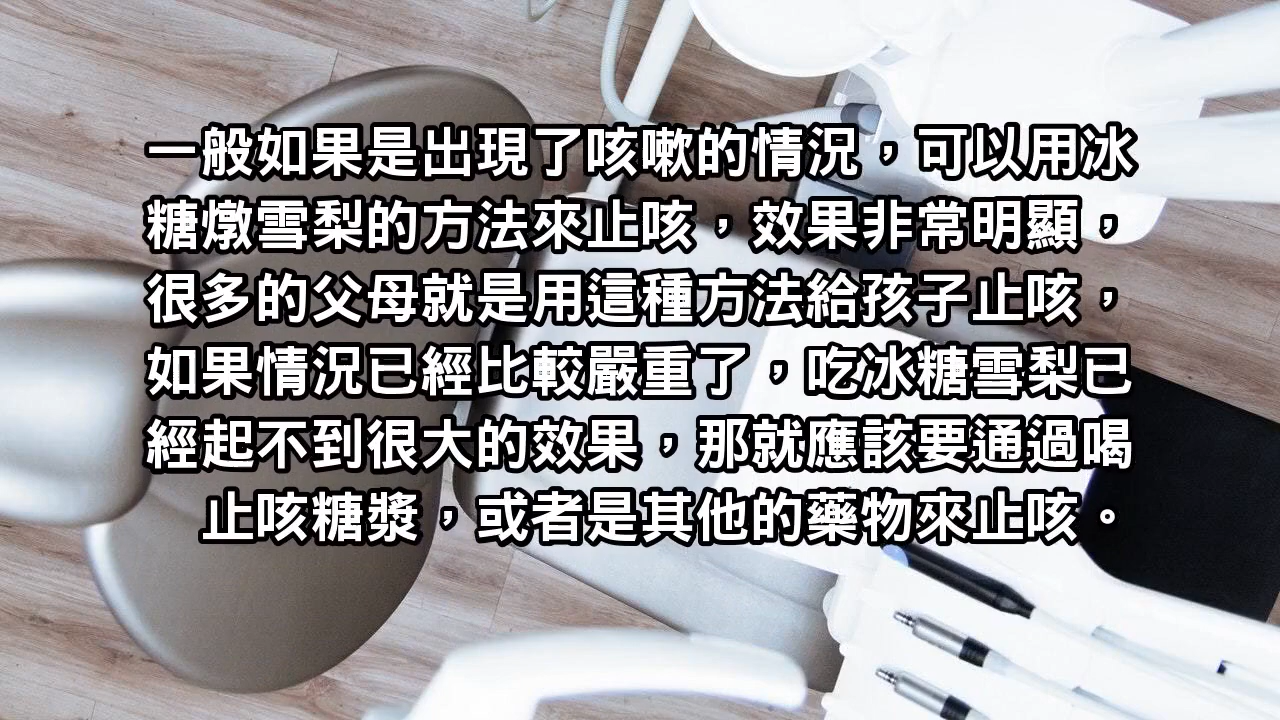 一般如果是出現了咳嗽的情況，可以用冰
糖燉雪梨的方法來止咳，效果非常明顯，
很多的父母就是用這種方法給孩子止咳，
如果情況已經比較嚴重了，吃冰糖雪梨已
經起不到很大的效果，那就應該要通過喝
止咳糖漿，或者是其他的藥物來止咳。